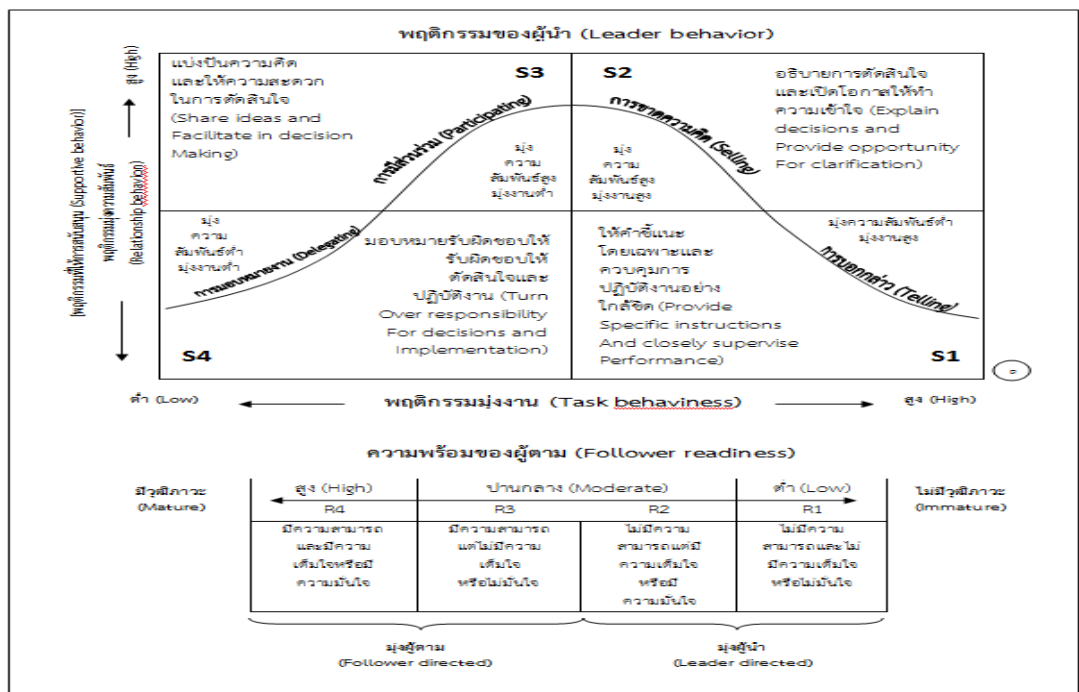 พฤติกรรมของผู้นำ (Leader behavior)
สูง (High)
[พฤติกรรมที่ให้การสนับสนุน (Supportive behavior)]
พฤติกรรมมุ่งความสัมพันธ์
(Relationship behavior)
แบ่งปันความคิด
และให้ความสะดวก
ในการตัดสินใจ
(Share ideas and
Facilitate in decision
Making)
S3
การมีส่วนร่วม (Participating)
มุ่ง
ความ
สัมพันธ์สูง
มุ่งงานต่ำ
S2
การขาดความคิด (Selling)
มุ่ง
ความ
สัมพันธ์สูง
มุ่งงานสูง
อธิบายการตัดสินใจ
และเปิดโอกาสให้ทำ
ความเข้าใจ (Explain
decisions and
Provide opportunity
For clarification)
มุ่ง
ความ
สัมพันธ์ต่ำ
มุ่งงานต่ำ
การมอบหมายงาน (Delegating)
S4
มอบหมายรับผิดชอบให้
รับผิดชอบให้
ตัดสินใจและ
ปฏิบัติงาน (Turn
Over responsibility
For decisions and
Implementation)
ให้คำชี้แนะ
โดยเฉพาะและ
ควบคุมการ
ปฏิบัติงานอย่าง
ใกล้ชิด (Provide
Specific instructions
And closely supervise
Performance)
มุ่งความสัมพันธ์ต่ำ
มุ่งงานสูง
การบอกกล่าว (Telling)
S1
ต่ำ (Low)
พฤติกรรมมุ่งงาน (Task behaviness)
สูง (High)
ความพร้อมของผู้ตาม (Follower readiness)
มีวุฒิภาวะ
(Mature)
สูง (High)
ปานกลาง (Moderate)
ต่ำ (Low)
ไม่มีวุฒิภาวะ
(Immature)
R4
R3
R2
R1
มีความสามารถ
และมีความ
เต็มใจหรือมี
ความมั่นใจ
มีความสามารถ
แต่ไม่มีความ
เต็มใจ
หรือไม่มั่นใจ
ไม่มีความ
สามารถแต่มี
ความเต็มใจ
หรือมี
ความมั่นใจ
ไม่มีความ
สามารถและไม่
มีความเต็มใจ
หรือไม่มั่นใจ
มุ่งผู้ตาม
(Follower directed)
มุ่งผู้นำ
(Leader directed)